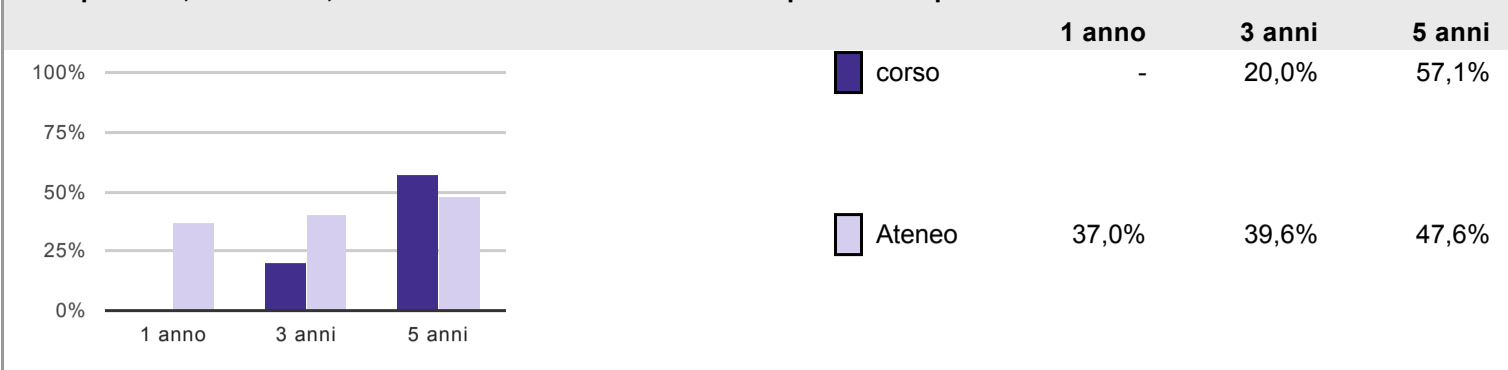 1 anno 3 anni 5 anni
100%
75%
50%
25%
0%
1 anno 3 anni 5 anni
corso - 20,0% 57,1%
Ateneo 37,0% 39,6% 47,6%